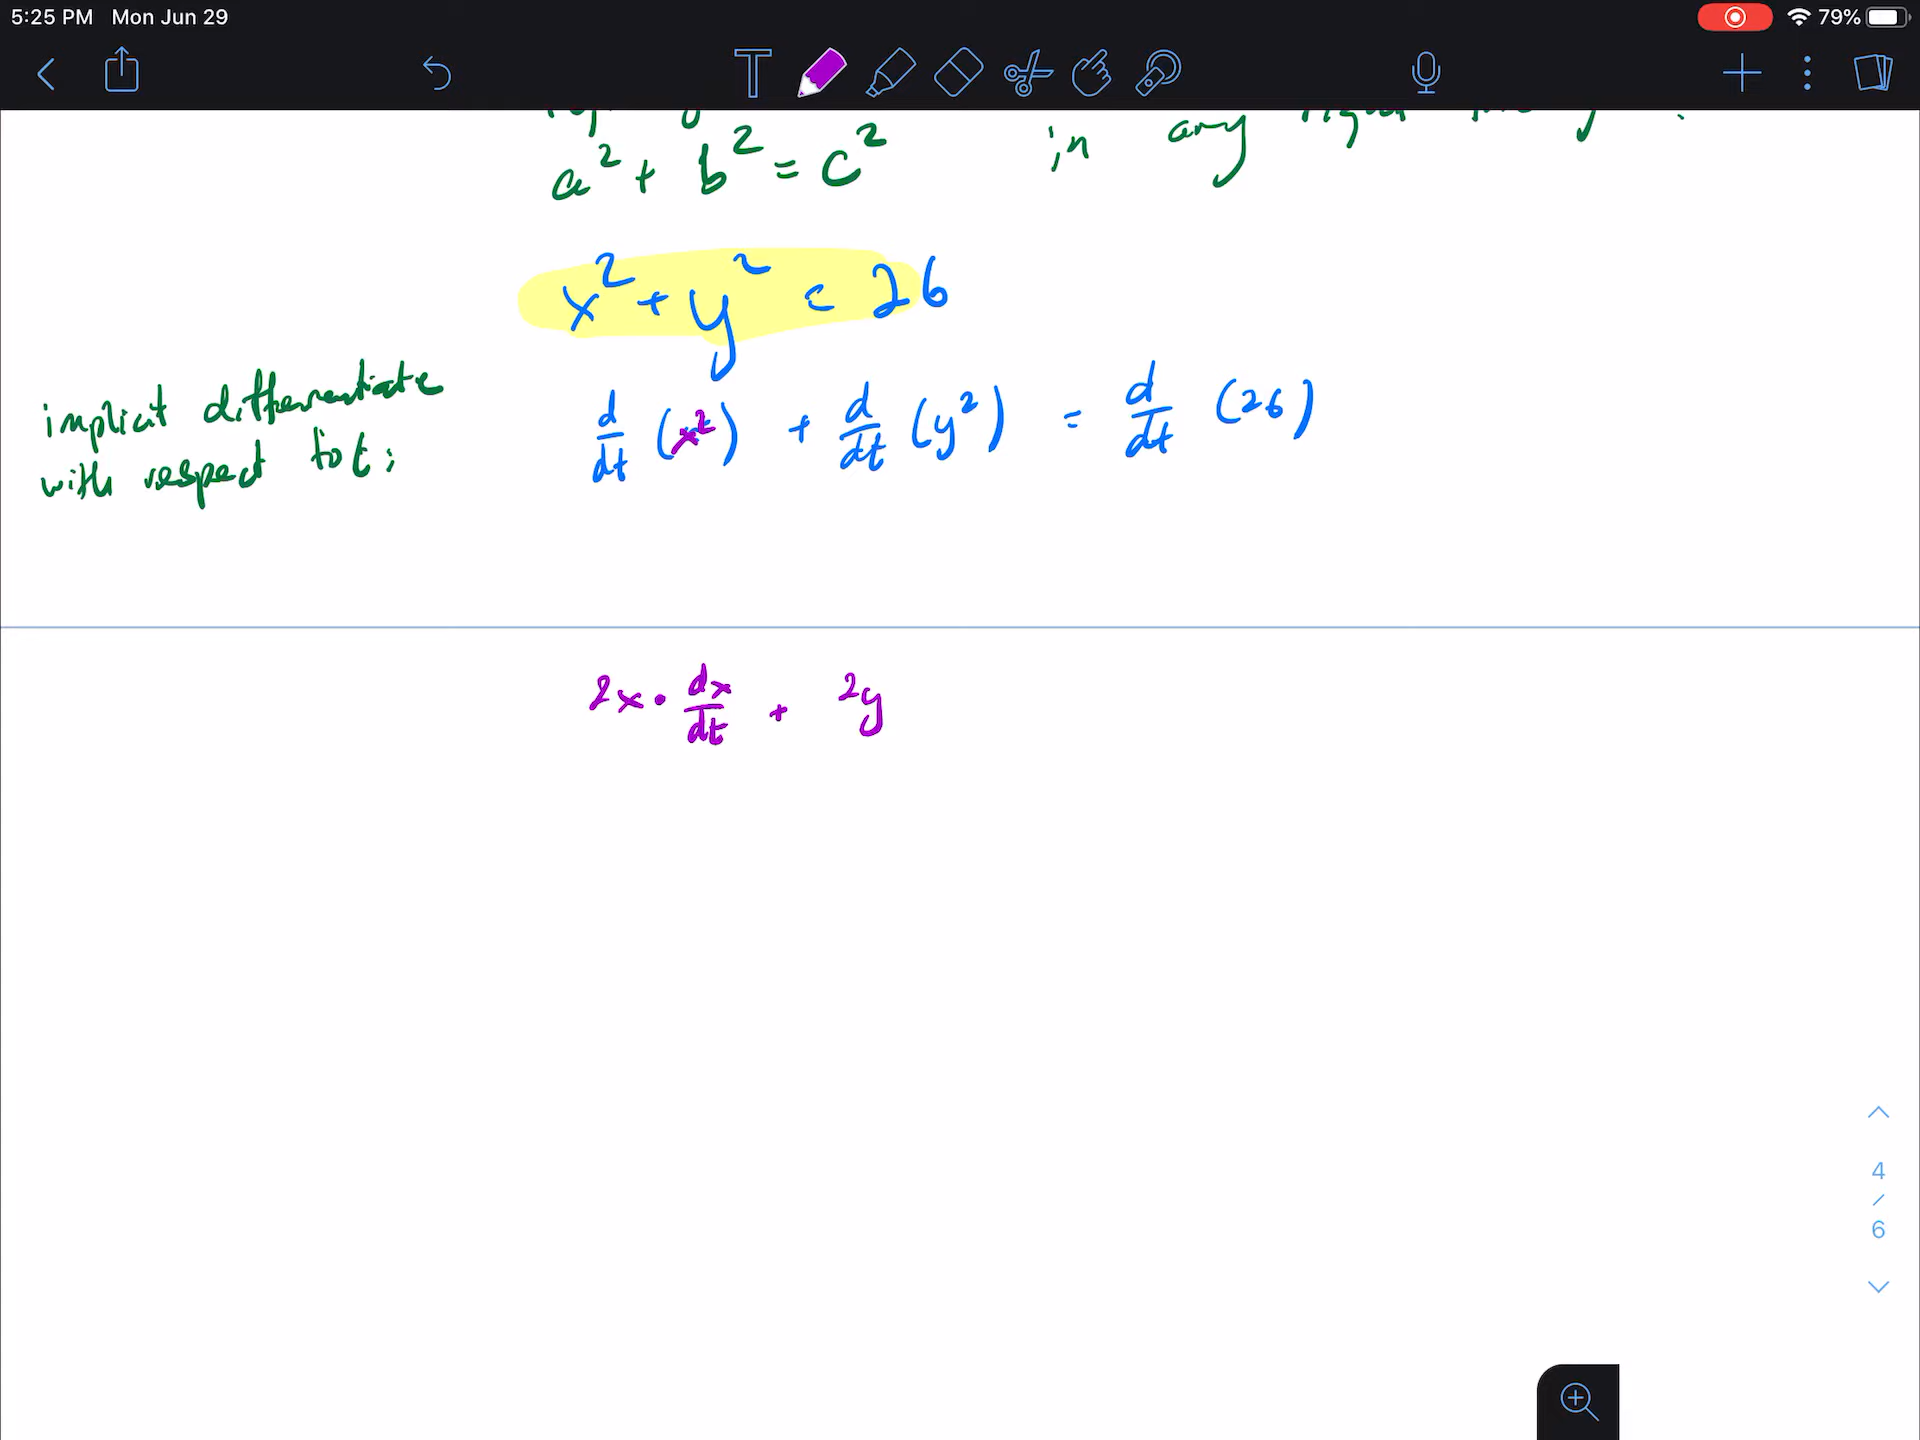 5:25 PM Mon Jun 29
79%
T
in any
a² + b² = c²
x² + y² = 26
implicit differentiate
with respect to t;
d/dt (x²) + d/dt (y²) = d/dt (26)
2x · dx/dt + 2y
4
/
6